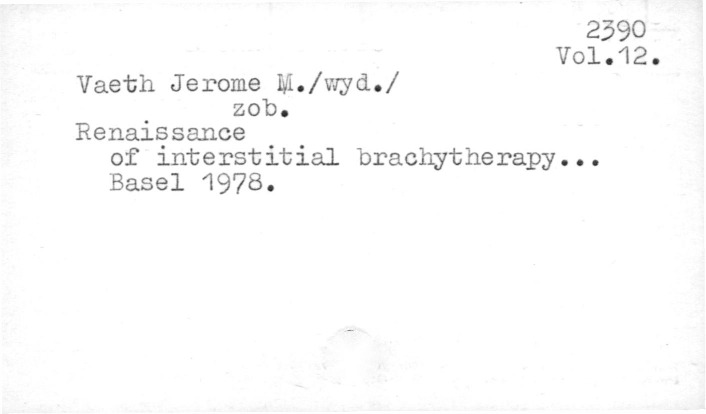 2390
Vol.12.
Vaeth Jerome M./wyd./
zob.
Renaissance
of interstitial brachytherapy...
Basel 1978.